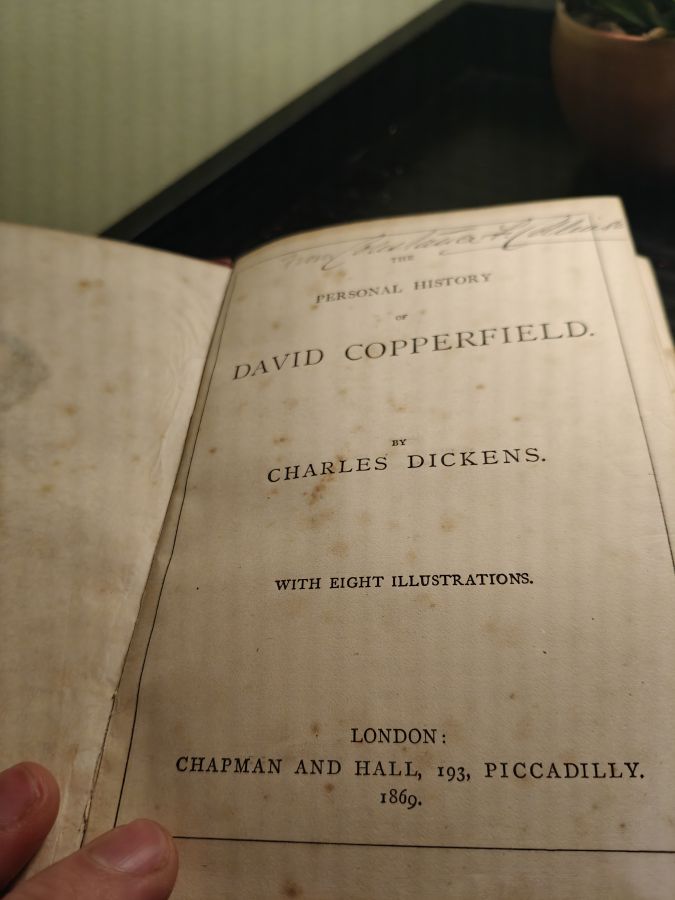 THE
PERSONAL HISTORY
OF
DAVID COPPERFIELD.
BY
CHARLES DICKENS.
WITH EIGHT ILLUSTRATIONS.
LONDON:
CHAPMAN AND HALL, 193, PICCADILLY.
1869.